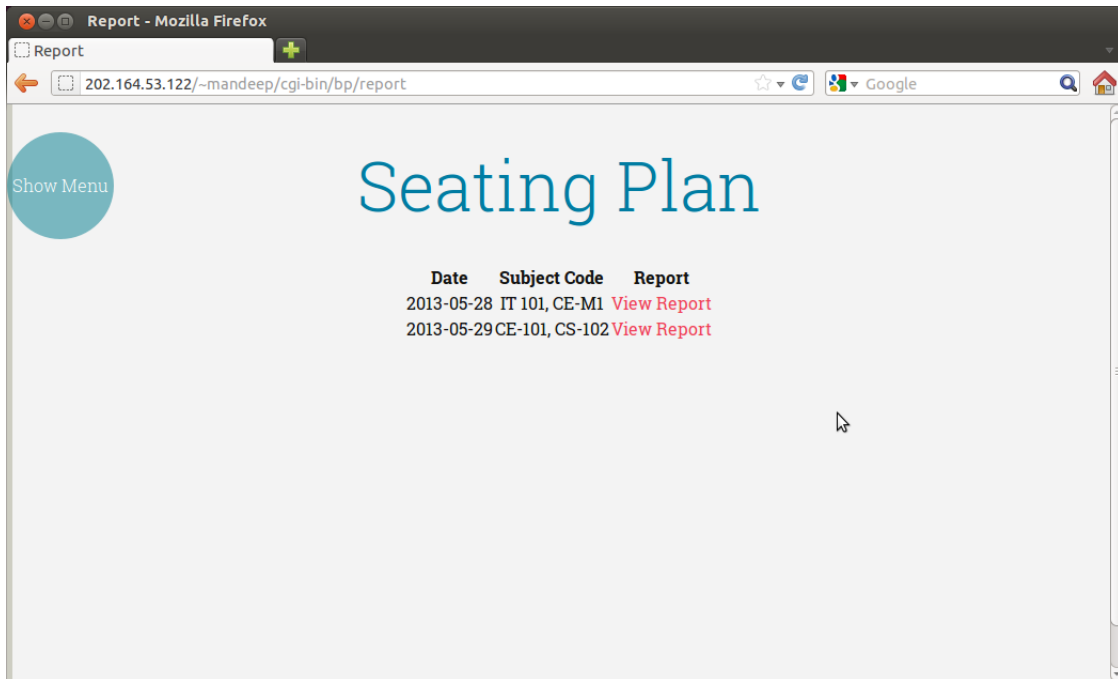 Report - Mozilla Firefox
Report
202.164.53.122/~mandeep/cgi-bin/bp/report
Google
Show Menu
Seating Plan
Date Subject Code Report
2013-05-28 IT 101, CE-M1 View Report
2013-05-29 CE-101, CS-102 View Report